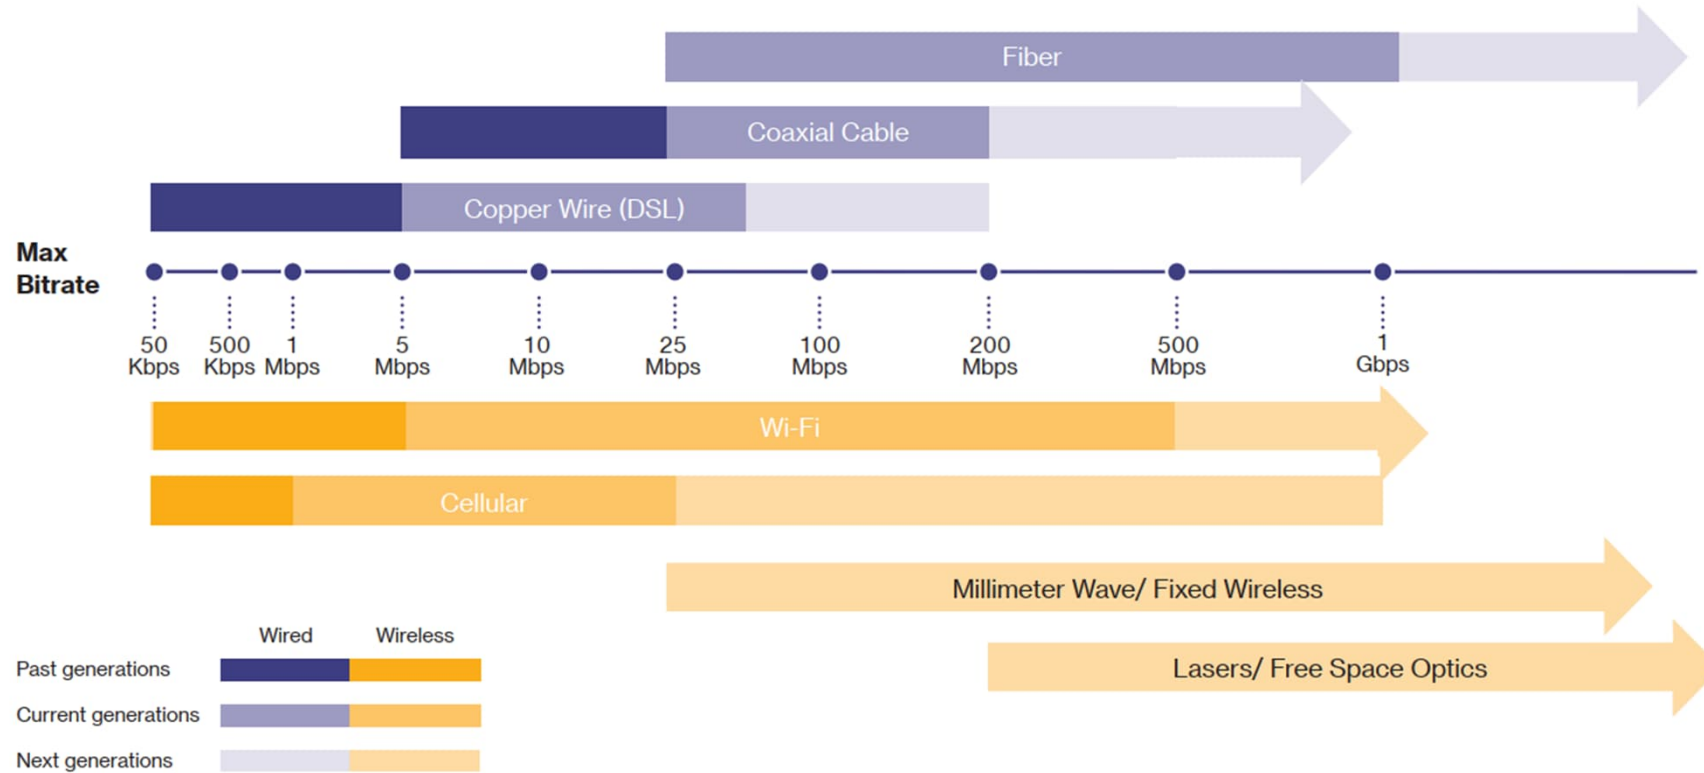 Fiber
Coaxial Cable
Copper Wire (DSL)
Max
Bitrate
50 500 1 5 10 25 100 200 500 1
Kbps Kbps Mbps Mbps Mbps Mbps Mbps Mbps Mbps Gbps
Wi-Fi
Cellular
Millimeter Wave/ Fixed Wireless
Wired Wireless
Lasers/ Free Space Optics
Past generations
Current generations
Next generations